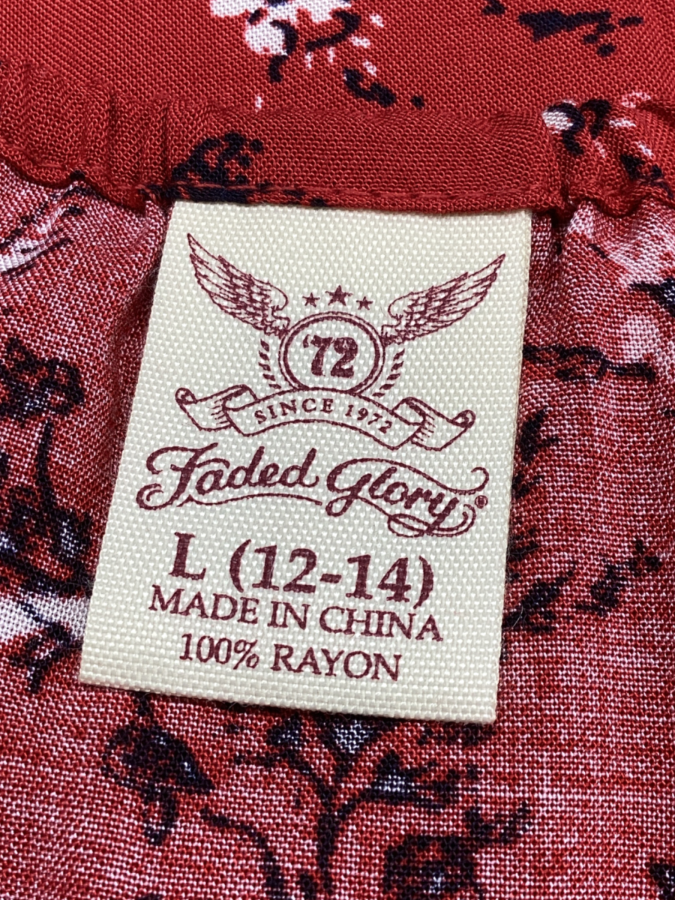 '72
SINCE 1972
Faded Glory®
L (12-14)
MADE IN CHINA
100% RAYON